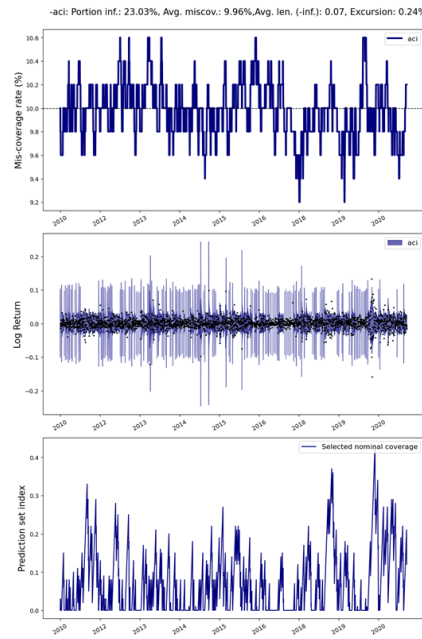 -aci: Portion inf.: 23.03%, Avg. miscov.: 9.96%,Avg. len. (-inf.): 0.07, Excursion: 0.24%
aci
Mis-coverage rate (%)
10.6
10.4
10.2
10.0
9.8
9.6
9.4
9.2
2010 2012 2013 2014 2015 2016 2017 2018 2019 2020
aci
Log Return
0.2
0.1
0.0
−0.1
−0.2
2010 2012 2013 2014 2015 2016 2017 2018 2019 2020
Selected nominal coverage
Prediction set index
0.4
0.3
0.2
0.1
0.0
2010 2012 2013 2014 2015 2016 2017 2018 2019 2020